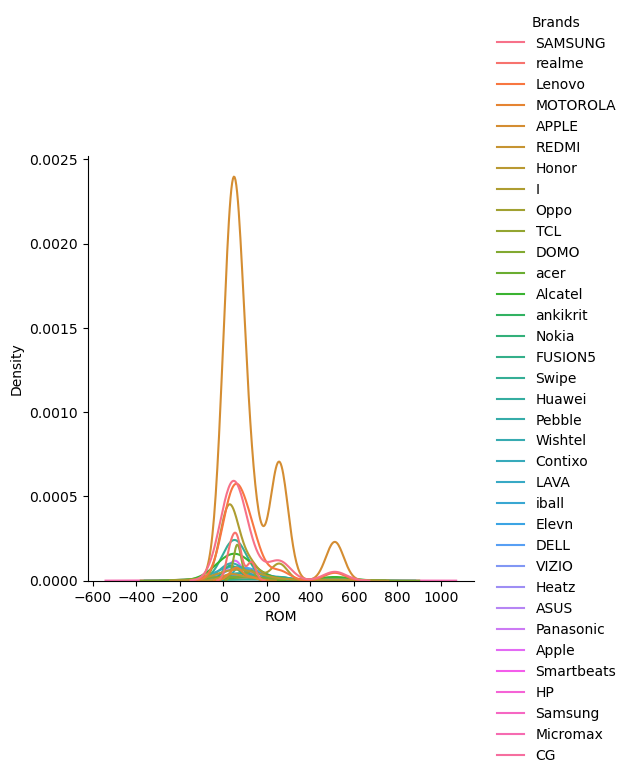 Brands
SAMSUNG
realme
Lenovo
MOTOROLA
APPLE
REDMI
Honor
I
Oppo
TCL
DOMO
acer
Alcatel
ankikrit
Nokia
FUSION5
Swipe
Huawei
Pebble
Wishtel
Contixo
LAVA
iball
Elevn
DELL
VIZIO
Heatz
ASUS
Panasonic
Apple
Smartbeats
HP
Samsung
Micromax
CG
0.0025
0.0020
0.0015
0.0010
0.0005
0.0000
Density
−600 −400 −200 0 200 400 600 800 1000
ROM